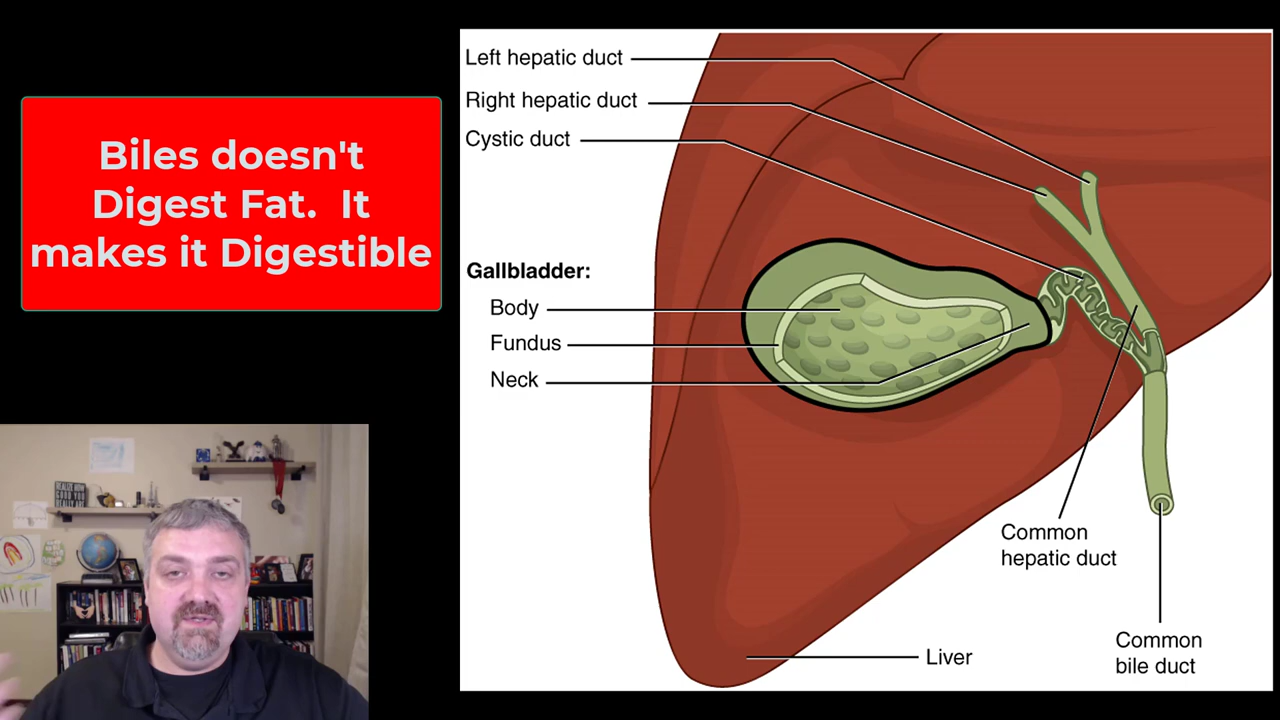 Biles doesn't
Digest Fat. It
makes it Digestible
Left hepatic duct
Right hepatic duct
Cystic duct
Gallbladder:
Body
Fundus
Neck
Common
hepatic duct
Common
bile duct
Liver